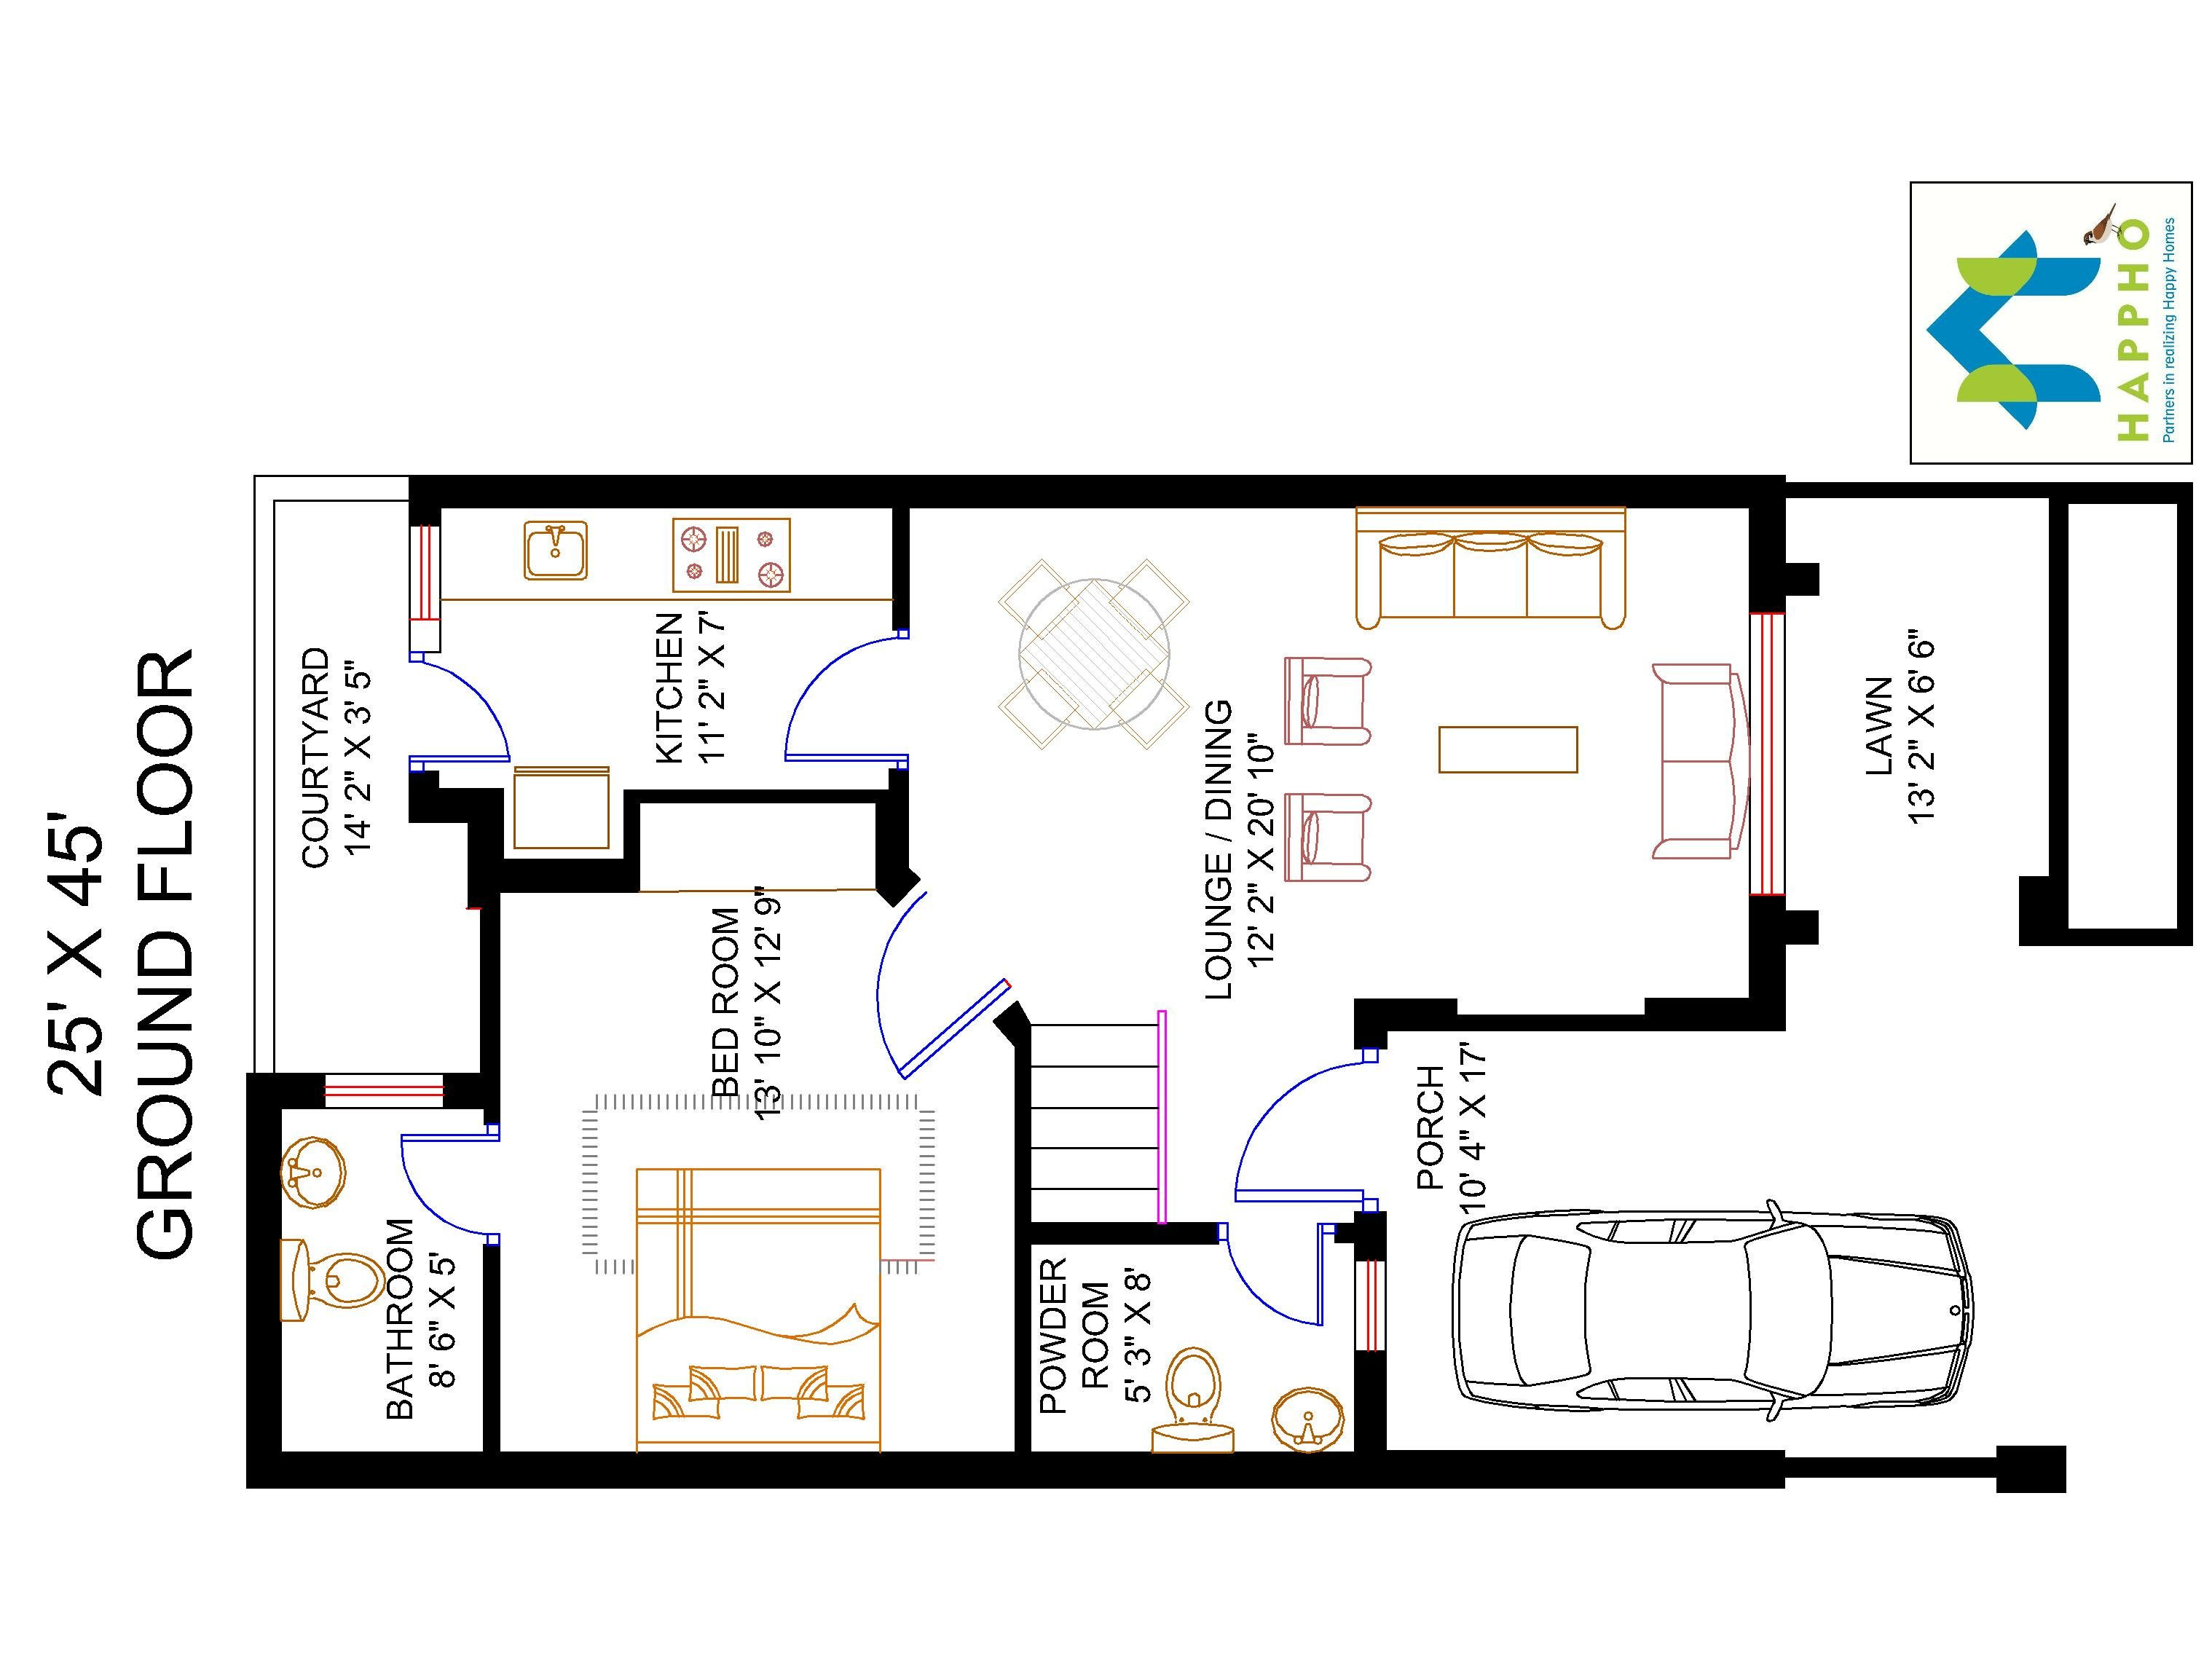 25' X 45'
GROUND FLOOR
COURTYARD
14' 2" X 3' 5"
BATHROOM
8' 6" X 5'
KITCHEN
11' 2" X 7'
BED ROOM
13' 10" X 12' 9"
POWDER
ROOM
5' 3" X 8'
LOUNGE / DINING
12' 2" X 20' 10"
PORCH
10' 4" X 17'
LAWN
13' 2" X 6' 6"
HAPPHO
Partners in realizing Happy Homes